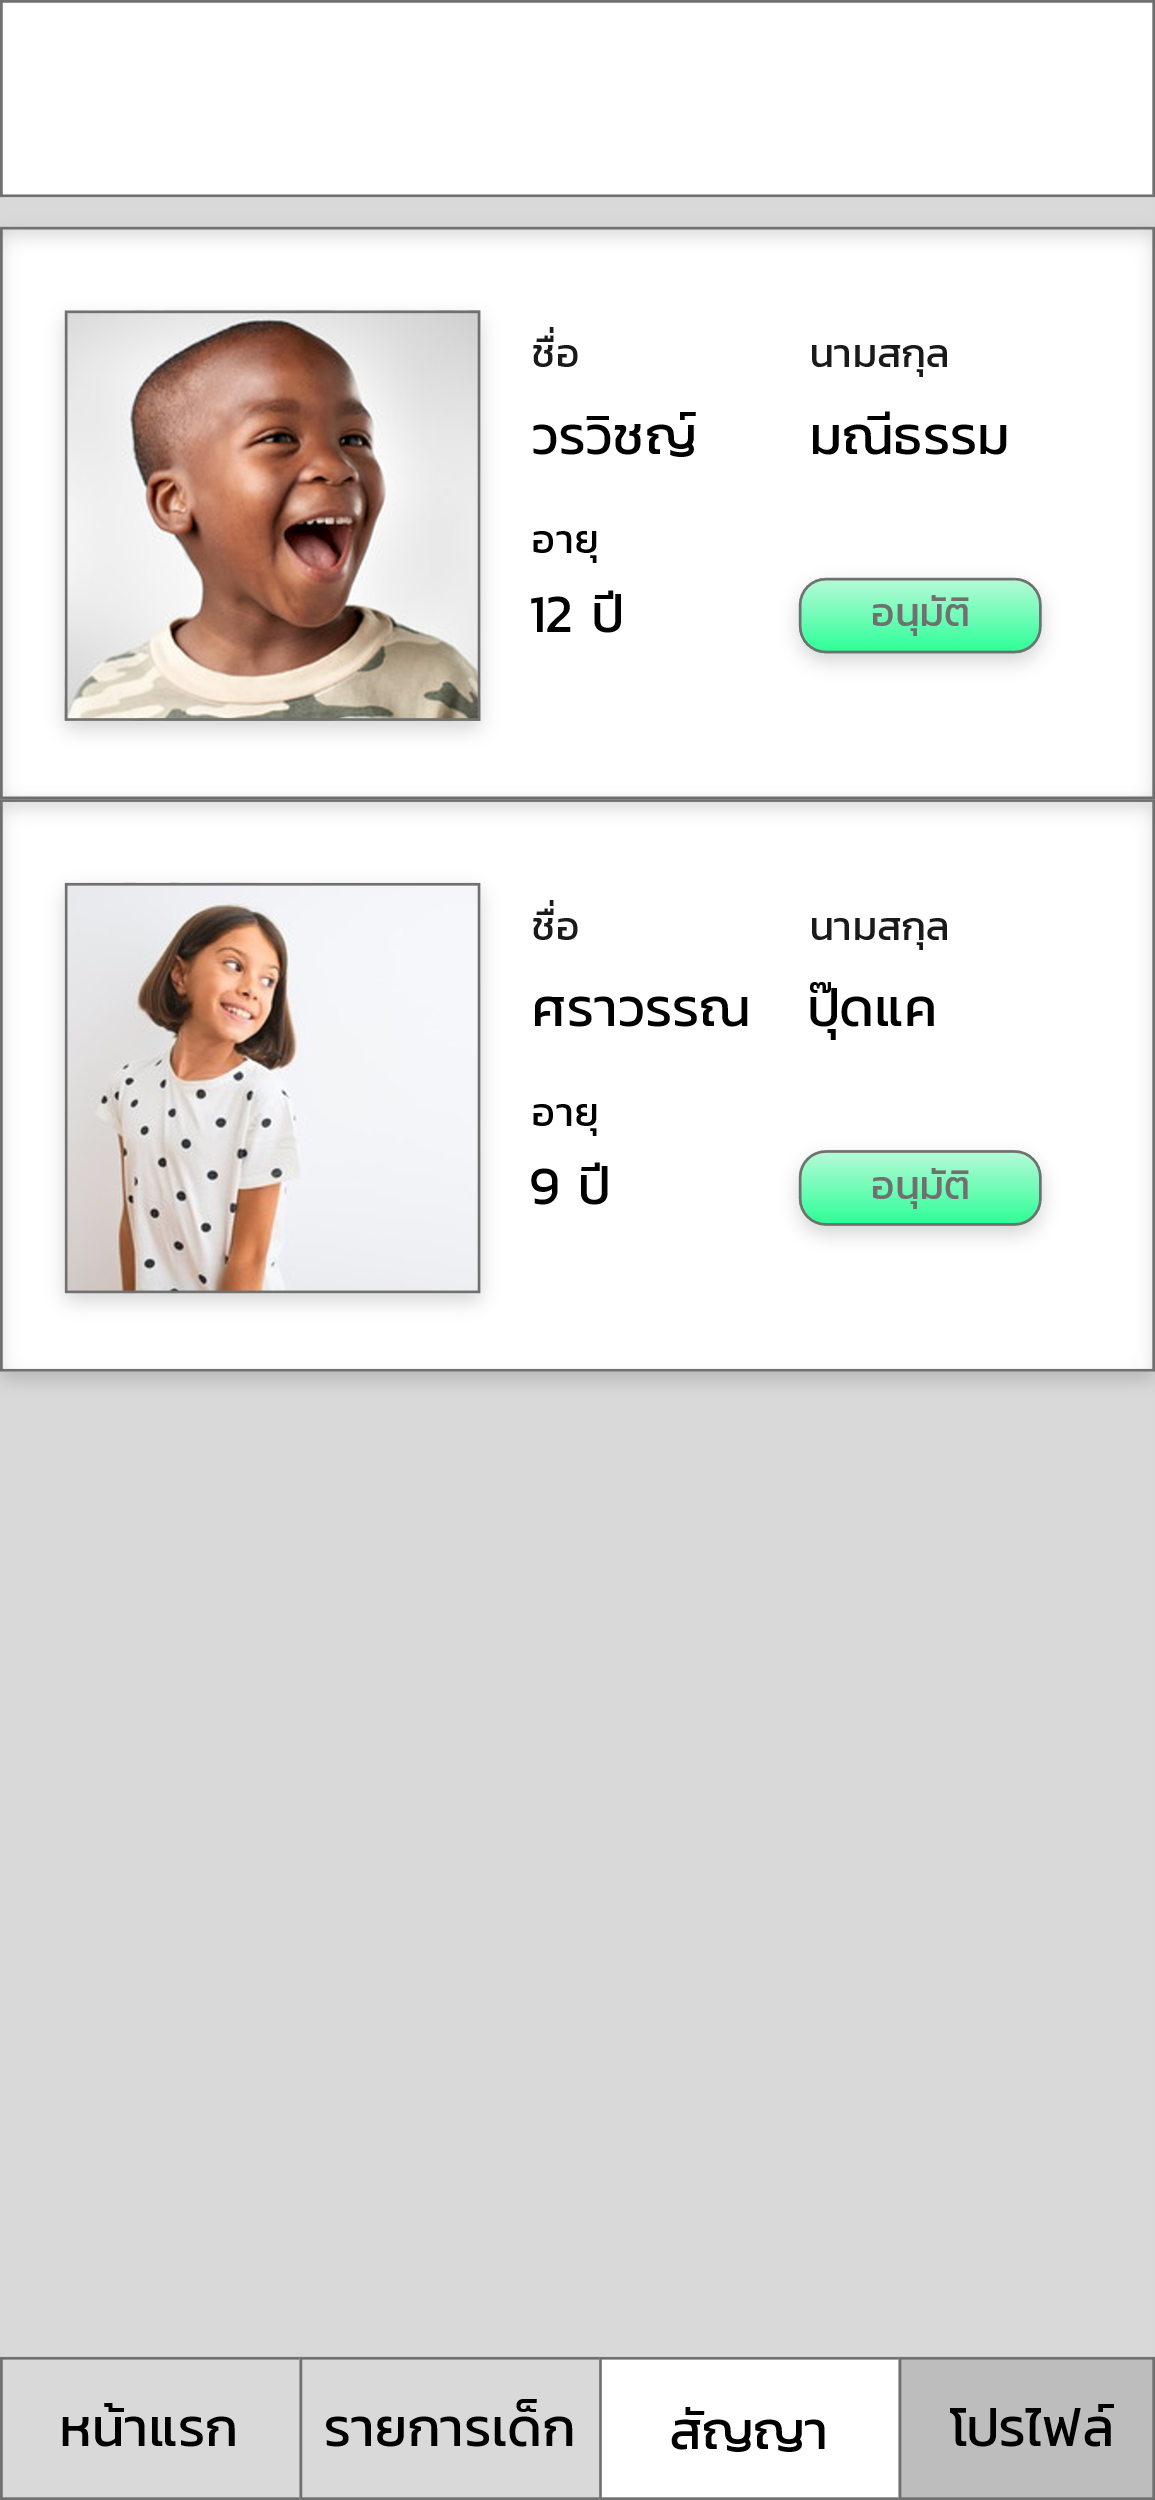 ชื่อ นามสกุล
วรวิชญ์ มณีธรรม
อายุ
12 ปี อนุมัติ
ชื่อ นามสกุล
ศราวรรณ ปุ๊ดแค
อายุ
9 ปี อนุมัติ
หน้าแรก รายการเด็ก สัญญา โปรไฟล์